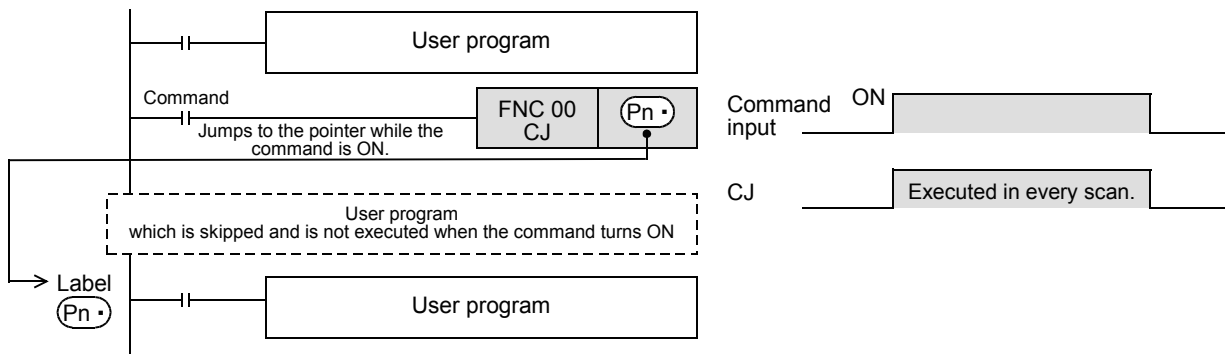 User program
Command
FNC 00
CJ
Pn
Jumps to the pointer while the
command is ON.
User program
which is skipped and is not executed when the command turns ON
Label
Pn
User program
Command
input
ON
CJ
Executed in every scan.